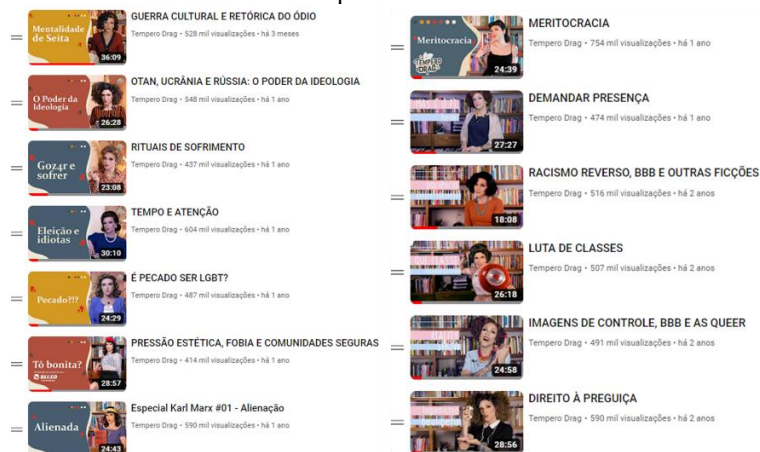 GUERRA CULTURAL E RETÓRICA DO ÓDIO
Tempero Drag • 528 mil visualizações • há 3 meses
Mentalidade
de Seita
36:09
OTAN, UCRÂNIA E RÚSSIA: O PODER DA IDEOLOGIA
Tempero Drag • 548 mil visualizações • há 1 ano
O Poder da
Ideologia
26:28
RITUAIS DE SOFRIMENTO
Tempero Drag • 437 mil visualizações • há 1 ano
Goz4r e
sofrer
23:08
TEMPO E ATENÇÃO
Tempero Drag • 604 mil visualizações • há 1 ano
Eleição e
idiotas
30:10
É PECADO SER LGBT?
Tempero Drag • 487 mil visualizações • há 1 ano
Pecado?!?
24:29
PRESSÃO ESTÉTICA, FOBIA E COMUNIDADES SEGURAS
Tempero Drag • 414 mil visualizações • há 1 ano
Tô bonita?
28:57
Especial Karl Marx #01 - Alienação
Tempero Drag • 590 mil visualizações • há 1 ano
Alienada
24:43
MERITOCRACIA
Tempero Drag • 754 mil visualizações • há 1 ano
Meritocracia
TEMPERO
DRAG
24:39
DEMANDAR PRESENÇA
Tempero Drag • 474 mil visualizações • há 1 ano
27:27
RACISMO REVERSO, BBB E OUTRAS FICÇÕES
Tempero Drag • 516 mil visualizações • há 2 anos
18:08
LUTA DE CLASSES
Tempero Drag • 507 mil visualizações • há 2 anos
26:18
IMAGENS DE CONTROLE, BBB E AS QUEER
Tempero Drag • 491 mil visualizações • há 2 anos
24:58
DIREITO À PREGUIÇA
Tempero Drag • 590 mil visualizações • há 2 anos
28:56